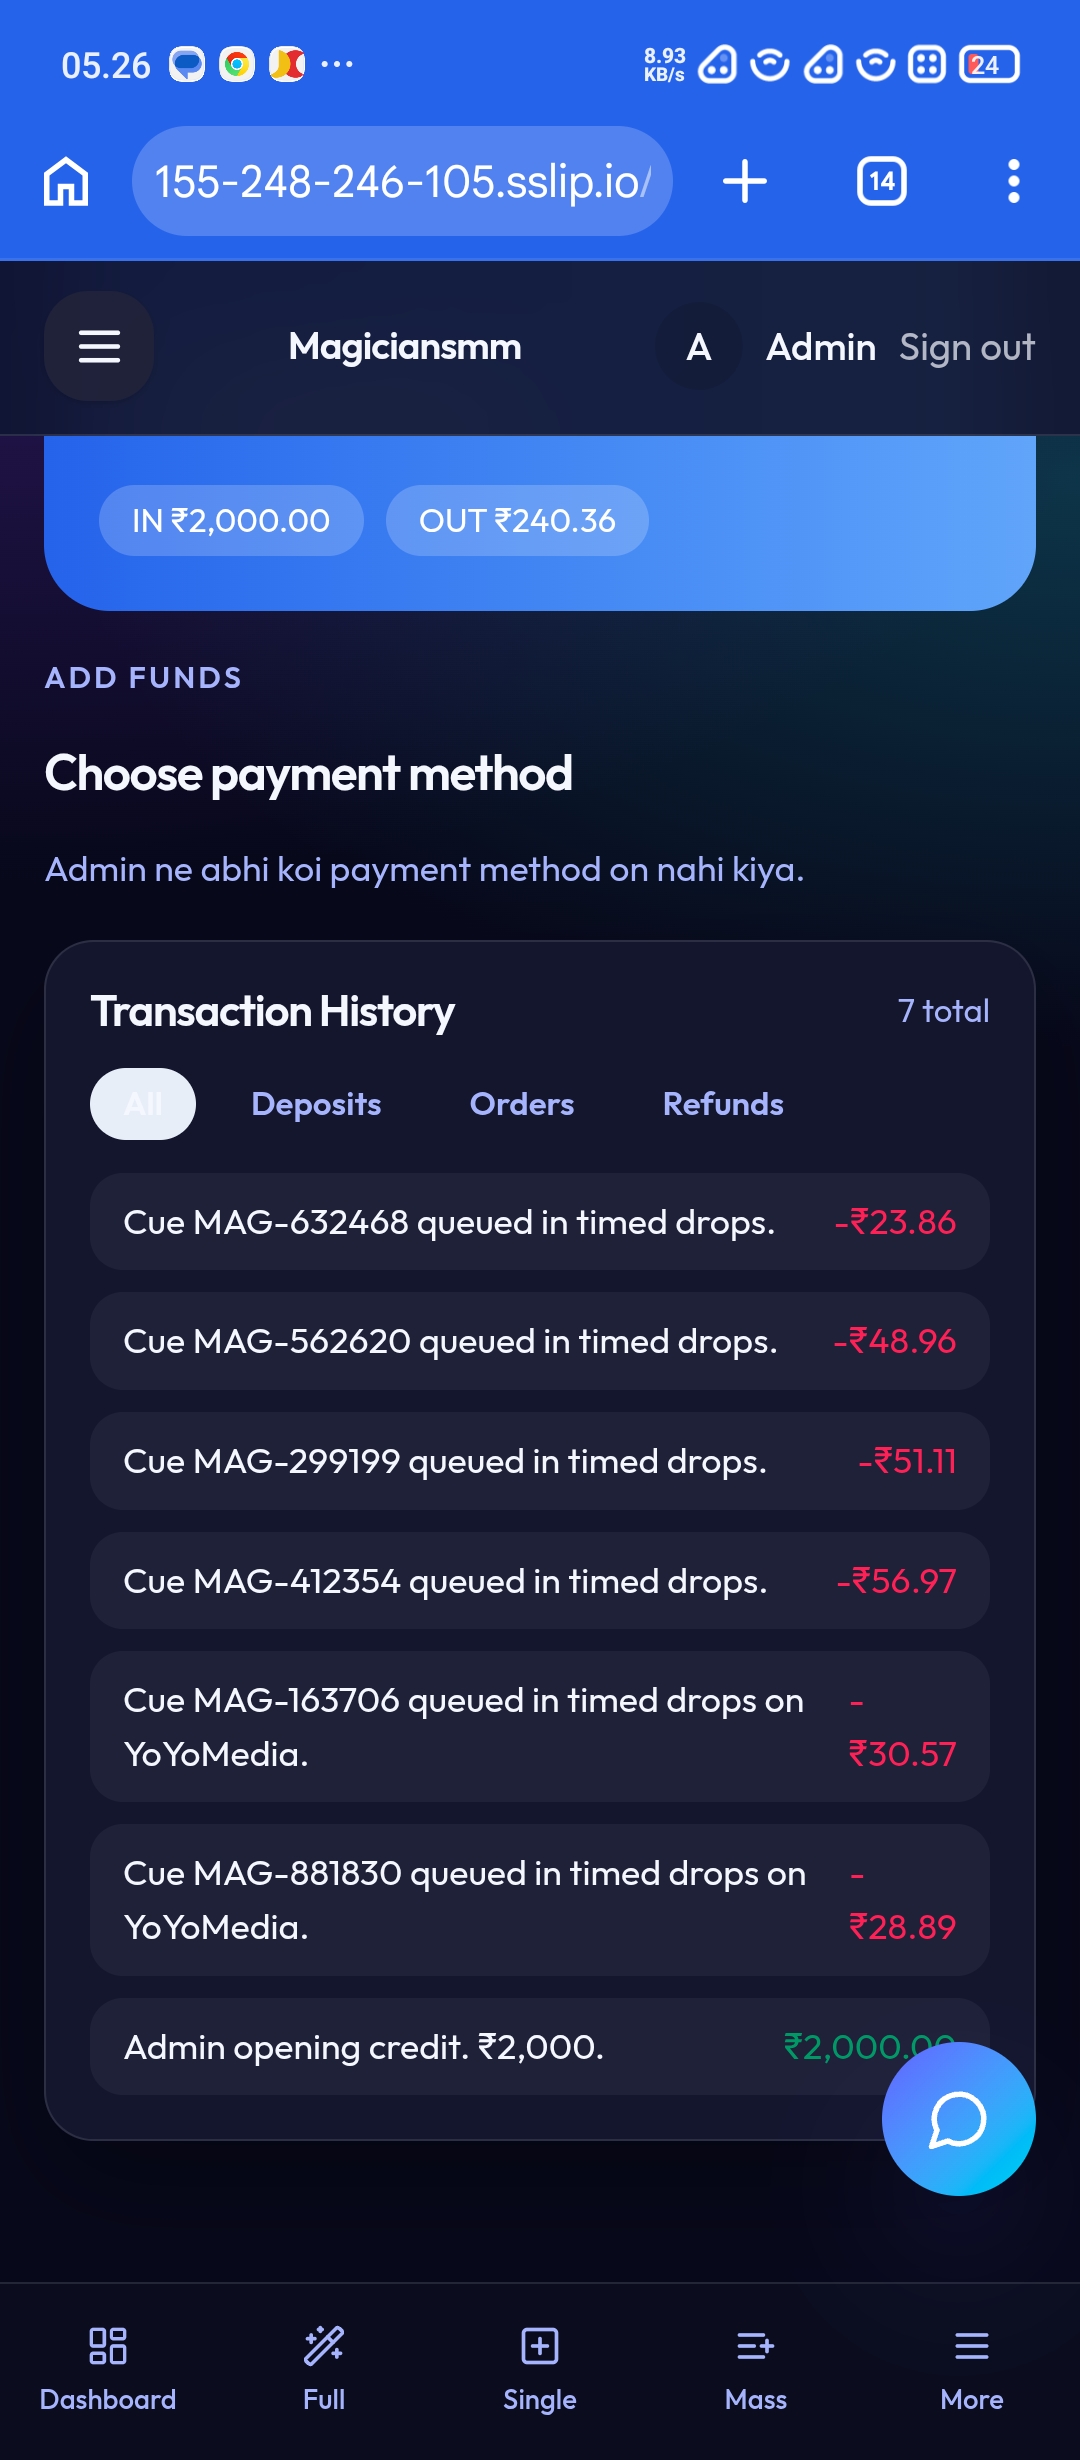 05.26
8.93
KB/s
24
155-248-246-105.sslip.io/
14
Magiciansmm
A
Admin
Sign out
IN ₹2,000.00
OUT ₹240.36
ADD FUNDS
Choose payment method
Admin ne abhi koi payment method on nahi kiya.
Transaction History
7 total
All
Deposits
Orders
Refunds
Cue MAG-632468 queued in timed drops.
-₹23.86
Cue MAG-562620 queued in timed drops.
-₹48.96
Cue MAG-299199 queued in timed drops.
-₹51.11
Cue MAG-412354 queued in timed drops.
-₹56.97
Cue MAG-163706 queued in timed drops on
YoYoMedia.
-
₹30.57
Cue MAG-881830 queued in timed drops on
YoYoMedia.
-
₹28.89
Admin opening credit. ₹2,000.
₹2,000.00
Dashboard
Full
Single
Mass
More